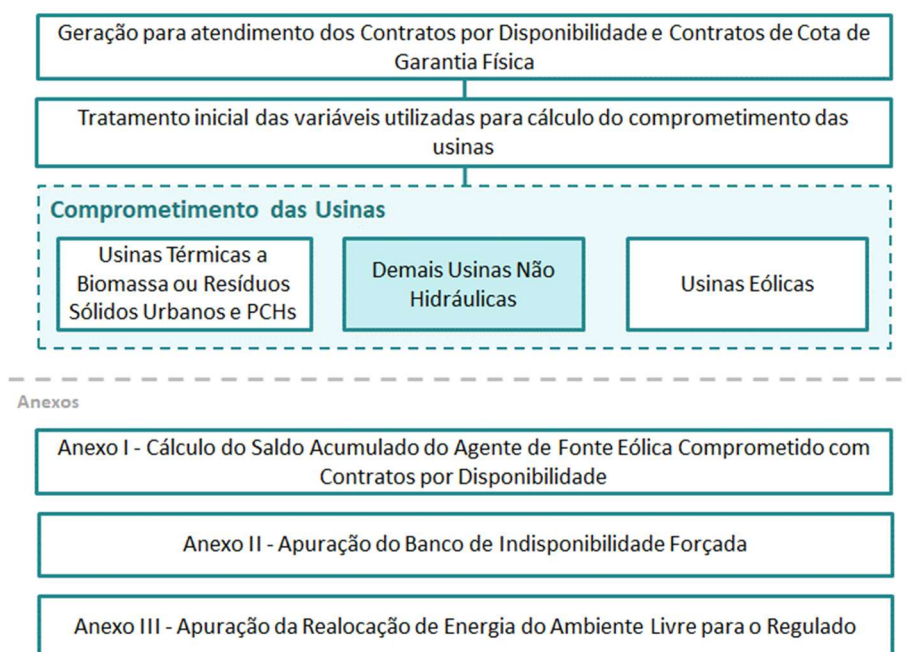 Geração para atendimento dos Contratos por Disponibilidade e Contratos de Cota de
Garantia Física
Tratamento inicial das variáveis utilizadas para cálculo do comprometimento das
usinas
Comprometimento das Usinas
Usinas Térmicas a
Biomassa ou Resíduos
Sólidos Urbanos e PCHs
Demais Usinas Não
Hidráulicas
Usinas Eólicas
Anexos
Anexo I - Cálculo do Saldo Acumulado do Agente de Fonte Eólica Comprometido com
Contratos por Disponibilidade
Anexo II - Apuração do Banco de Indisponibilidade Forçada
Anexo III - Apuração da Realocação de Energia do Ambiente Livre para o Regulado